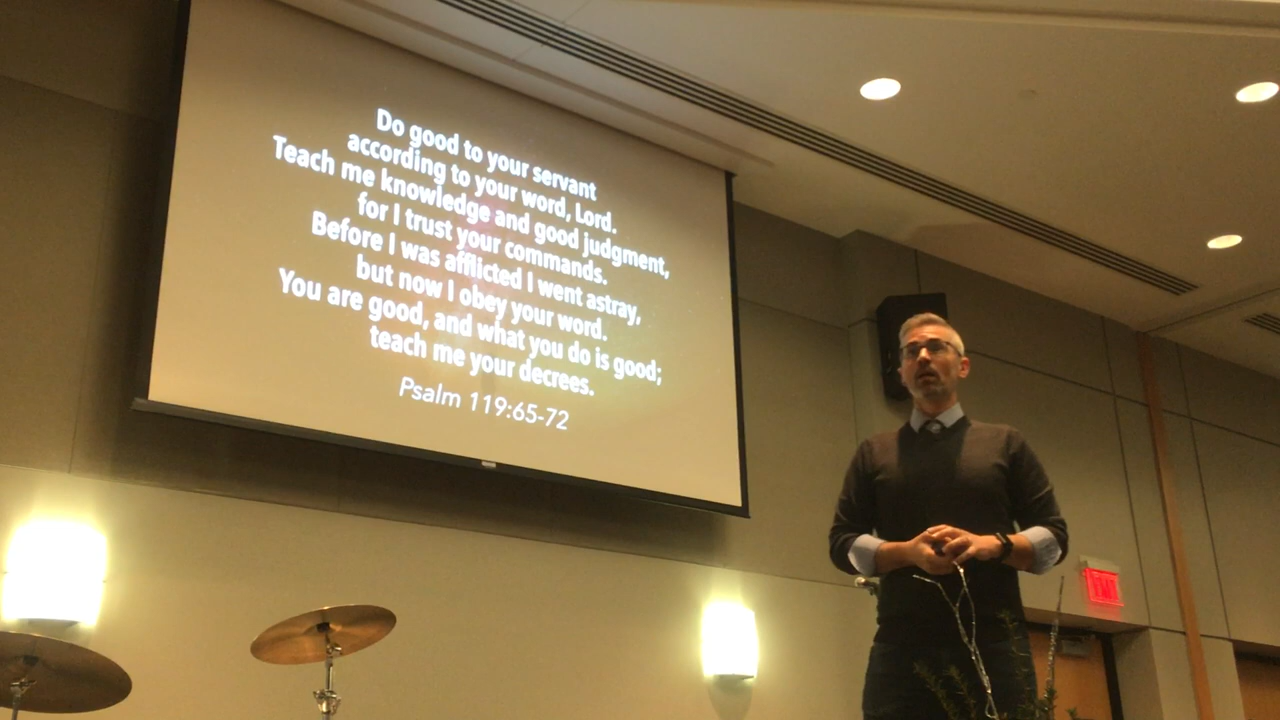 Do good to your servant
according to your word, Lord.
Teach me knowledge and good judgment,
for I trust your commands.
Before I was afflicted I went astray,
but now I obey your word.
You are good, and what you do is good;
teach me your decrees.
Psalm 119:65-72
EXIT